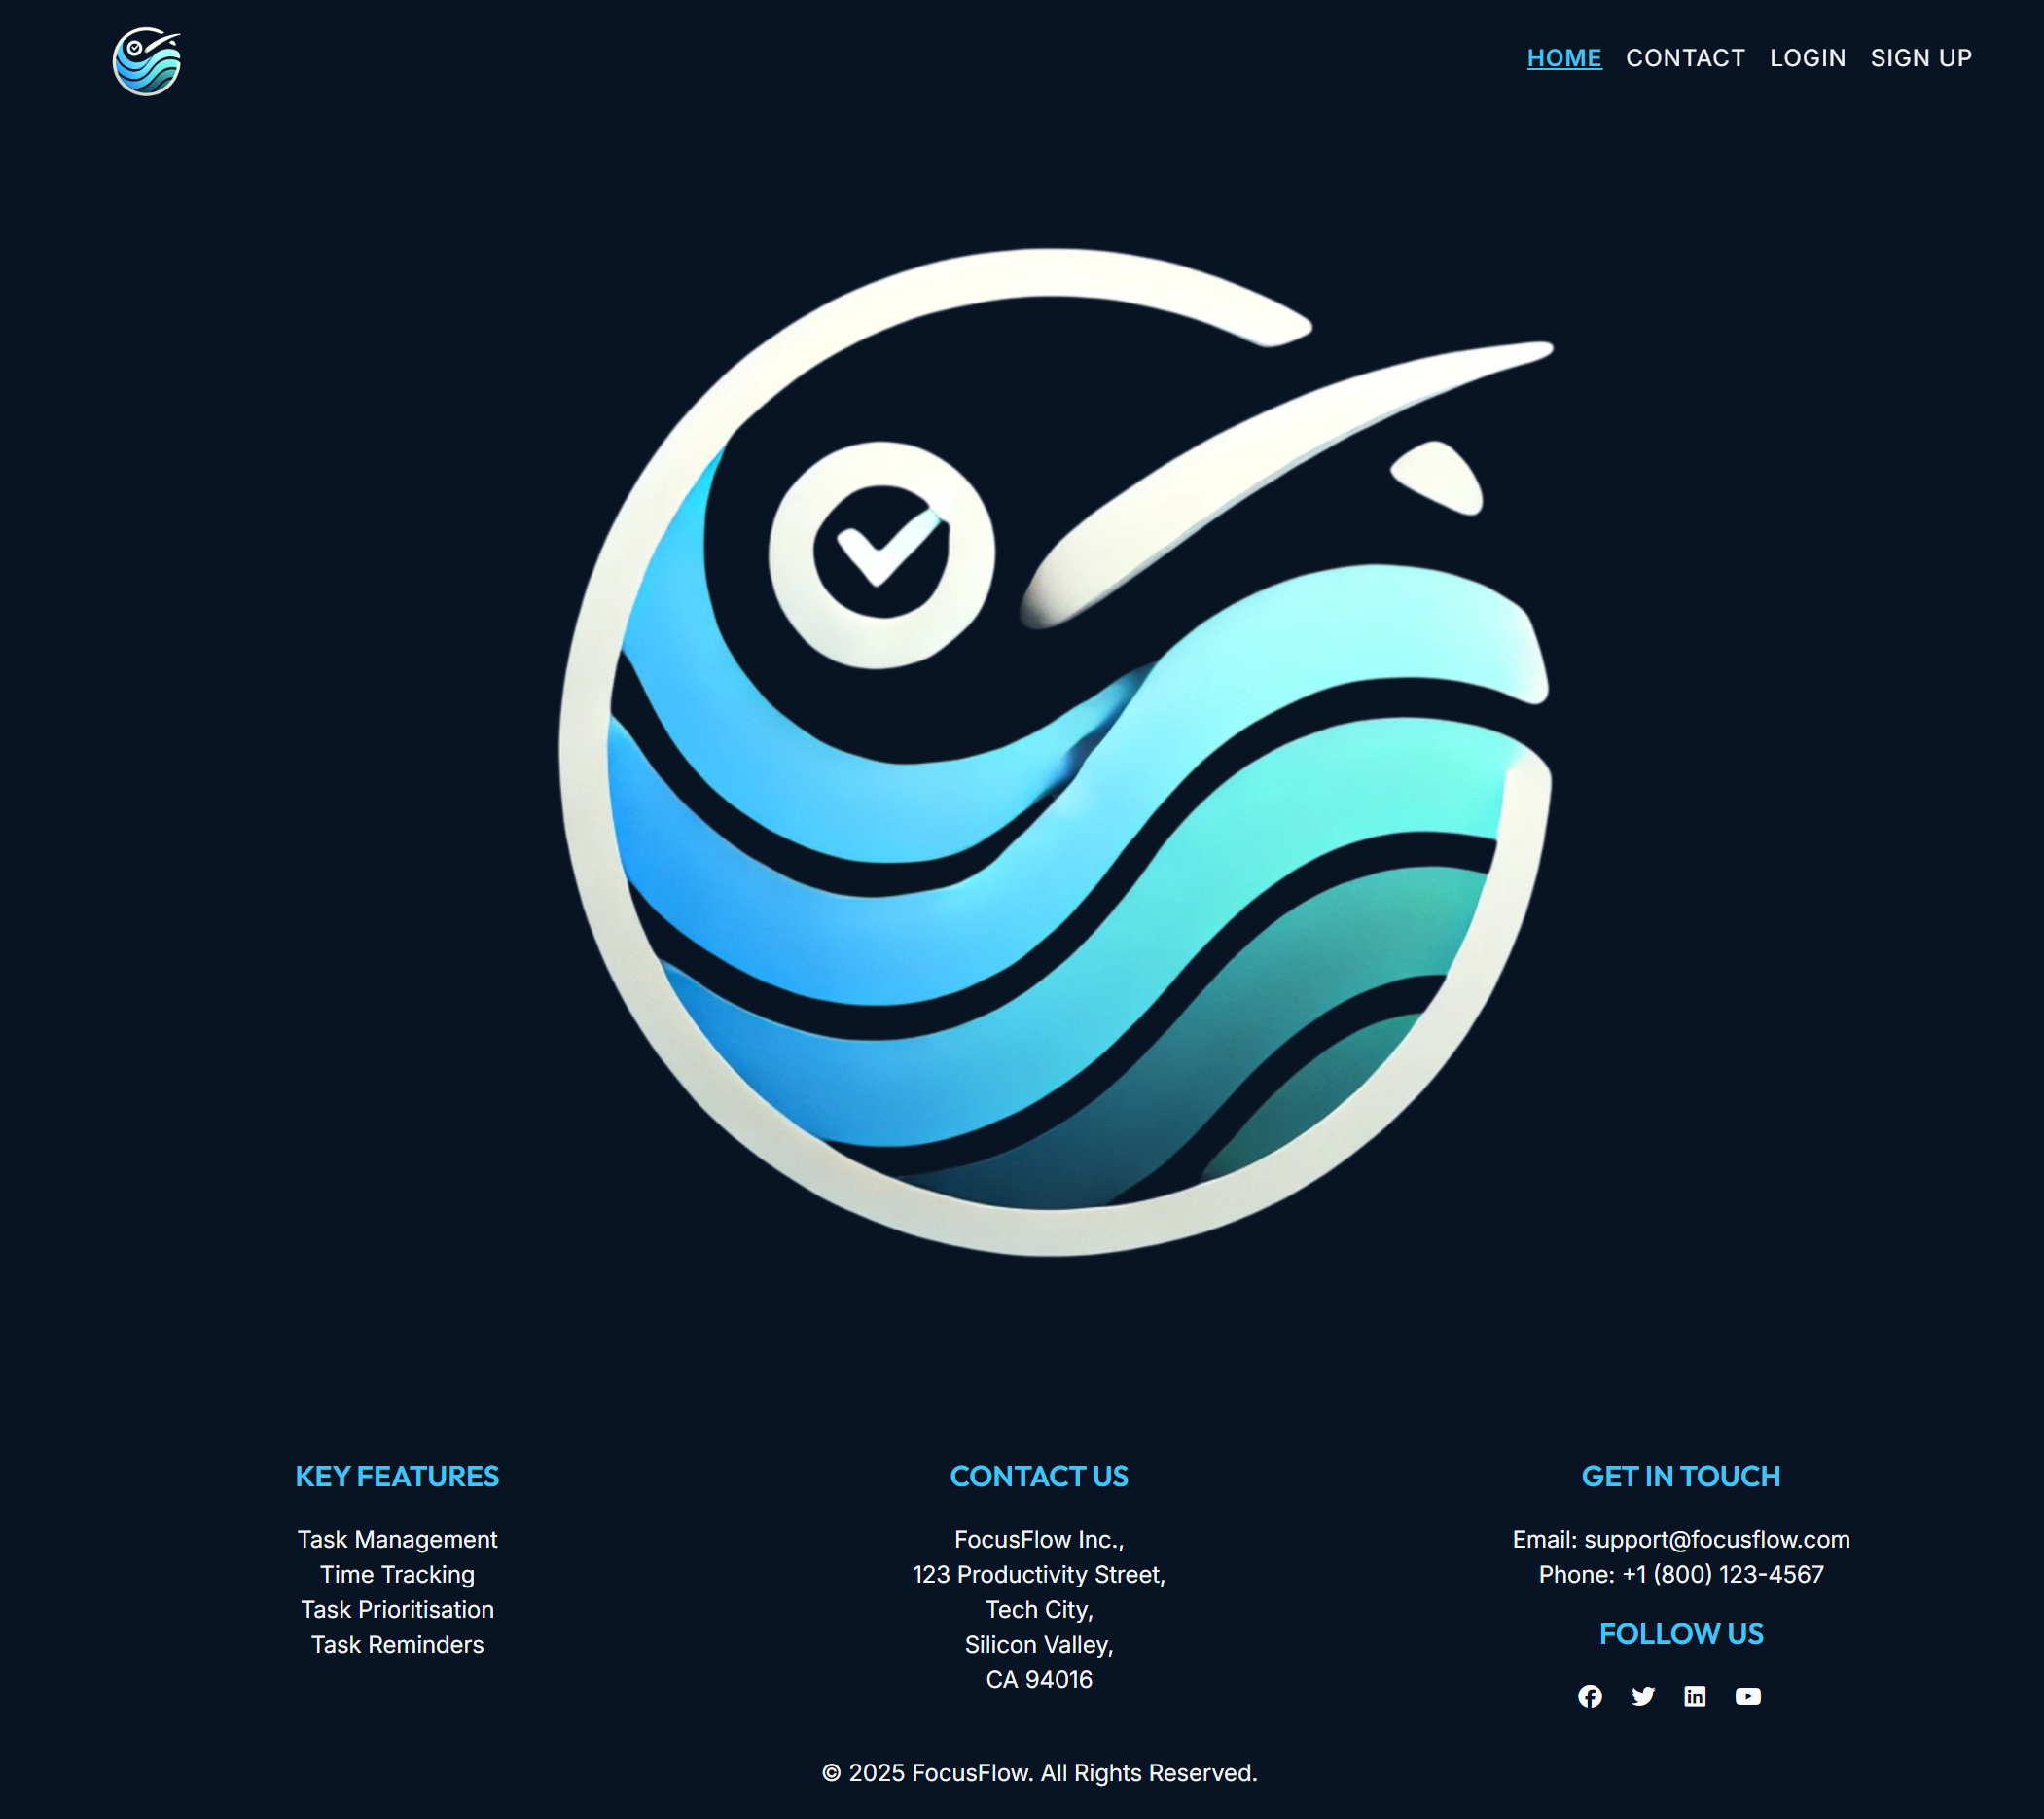 HOME CONTACT LOGIN SIGN UP
KEY FEATURES
Task Management
Time Tracking
Task Prioritisation
Task Reminders
CONTACT US
FocusFlow Inc.,
123 Productivity Street,
Tech City,
Silicon Valley,
CA 94016
GET IN TOUCH
Email: support@focusflow.com
Phone: +1 (800) 123-4567
FOLLOW US
© 2025 FocusFlow. All Rights Reserved.